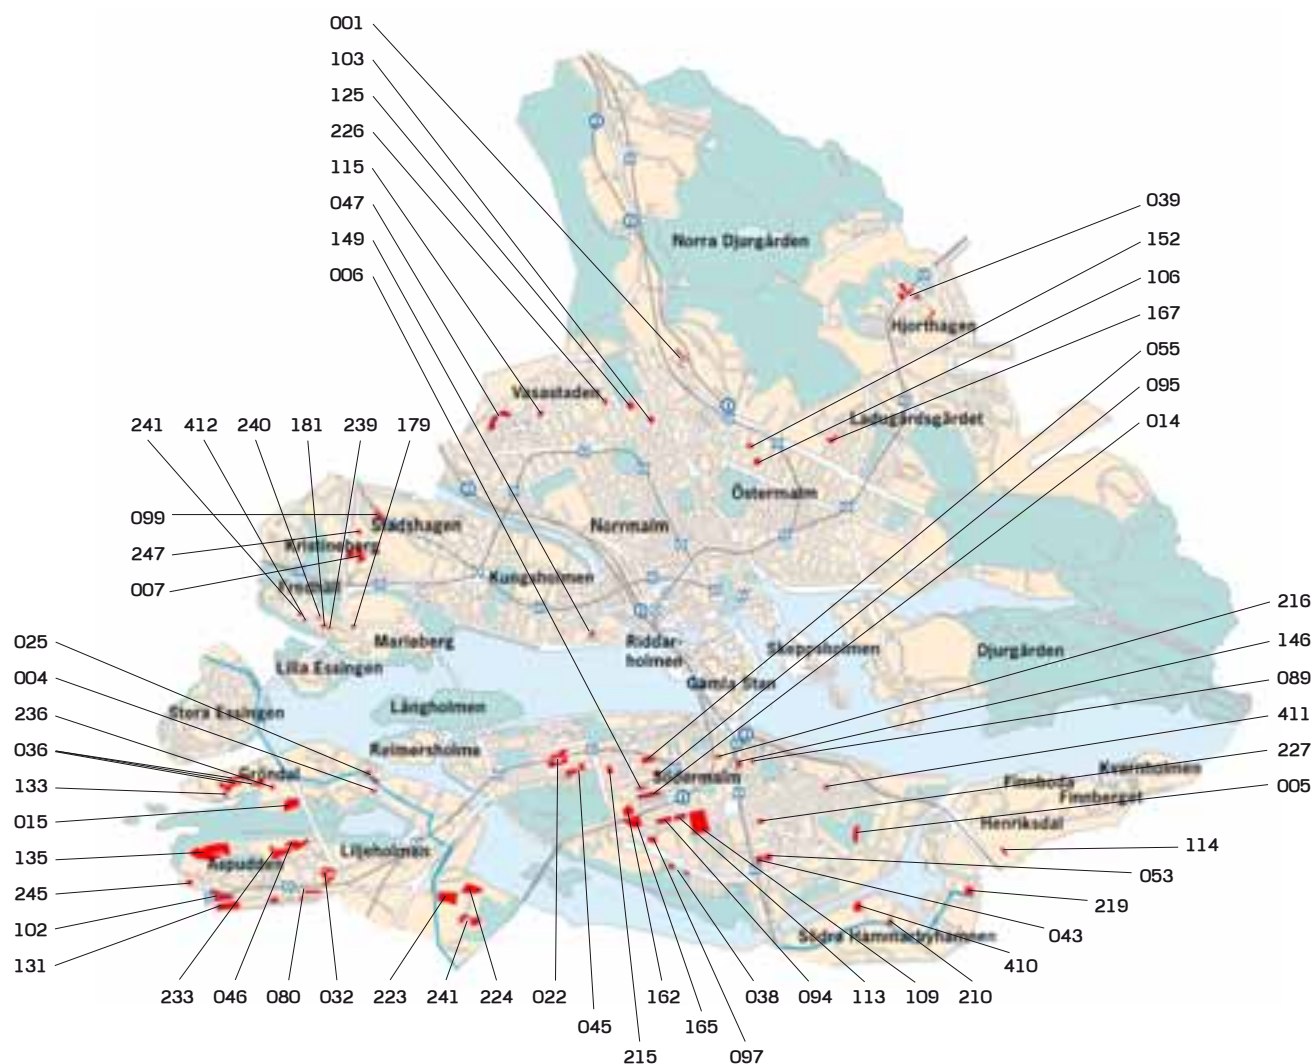 001
103
125
226
115
047
149
006
Norra Djurgården
039
152
106
167
055
095
014
Hjorthagen
Vasastaden
Ladugårdsgärdet
Östermalm
Norrmalm
241 412 240 181 239 179
099
247
007
Stadshagen
Kristineberg
Fredhäll
Kungsholmen
Marieberg
Lilla Essingen
Riddar-
holmen
Skeppsholmen
Djurgården
Gamla Stan
216
146
089
411
227
005
025
004
236
036
133
015
135
245
102
131
Stora Essingen
Långholmen
Reimersholme
Gröndal
Södermalm
Kvarnholmen
Finnboda
Finnberget
Henriksdal
Liljeholmen
Aspudden
Södra Hammarbyhamnen
114
053
219
043
410
233 046 080 032 223 241 224 022 162 038 094 113 109 210
045 165
215 097